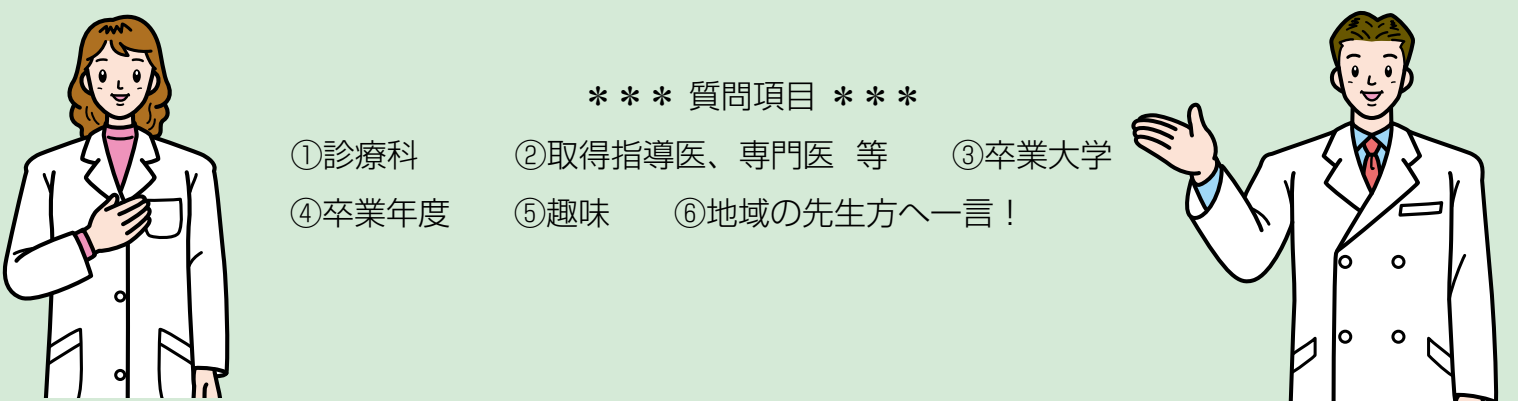 ＊＊＊ 質問項目 ＊＊＊
①診療科 ②取得指導医、専門医 等 ③卒業大学
④卒業年度 ⑤趣味 ⑥地域の先生方へ一言！